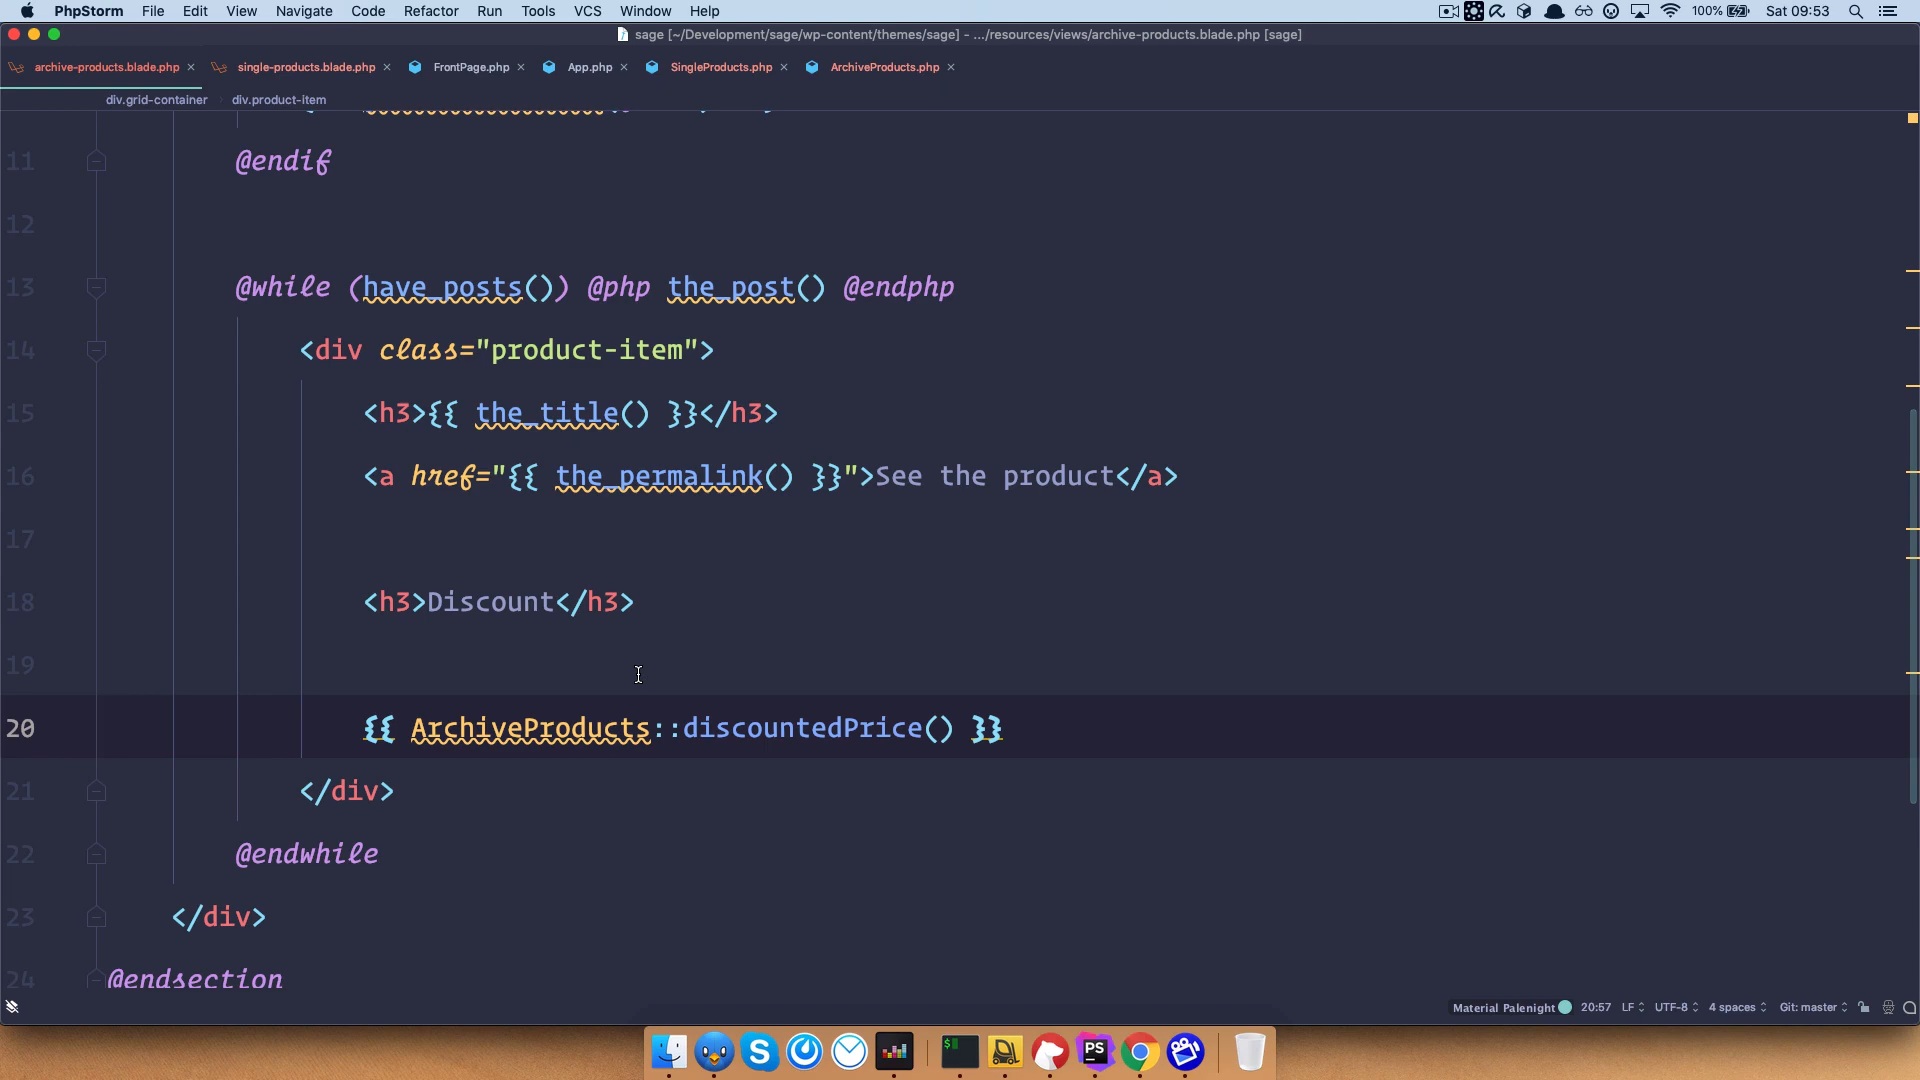 PhpStorm File Edit View Navigate Code Refactor Run Tools VCS Window Help 100% Sat 09:53
sage [~/Development/sage/wp-content/themes/sage] - .../resources/views/archive-products.blade.php [sage]
archive-products.blade.php single-products.blade.php FrontPage.php App.php SingleProducts.php ArchiveProducts.php
div.grid-container div.product-item
11 @endif
12
13 @while (have_posts()) @php the_post() @endphp
14 <div class="product-item">
15 <h3>{{ the_title() }}</h3>
16 <a href="{{ the_permalink() }}">See the product</a>
17
18 <h3>Discount</h3>
19
20 {{ ArchiveProducts::discountedPrice() }}
21 </div>
22 @endwhile
23 </div>
24 @endsection
Material Palenight 20:57 LF UTF-8 4 spaces Git: master
S $ PS